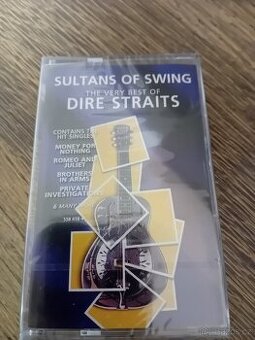 SULTANS OF SWING
THE VERY BEST OF
DIRE STRAITS
CONTAINS THE
HIT SINGLES
MONEY FOR
NOTHING
ROMEO AND
JULIET
BROTHERS
IN ARMS
PRIVATE
INVESTIGATIONS
& MANY